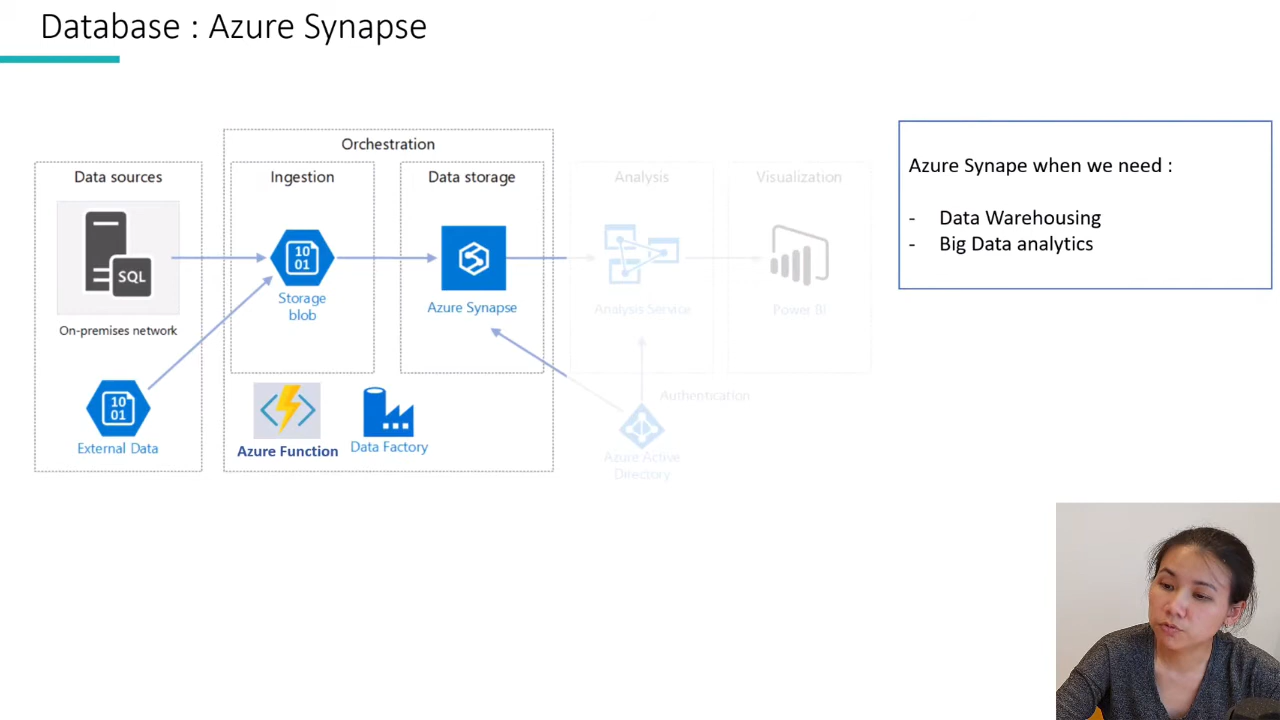 Database : Azure Synapse
Orchestration
Data sources
Ingestion
Data storage
Analysis
Visualization
SQL
10
01
Storage
blob
Azure Synapse
Analysis Service
Power BI
On-premises network
10
01
External Data
Azure Function
Data Factory
Authentication
Azure Active
Directory
Azure Synape when we need :
- Data Warehousing
- Big Data analytics